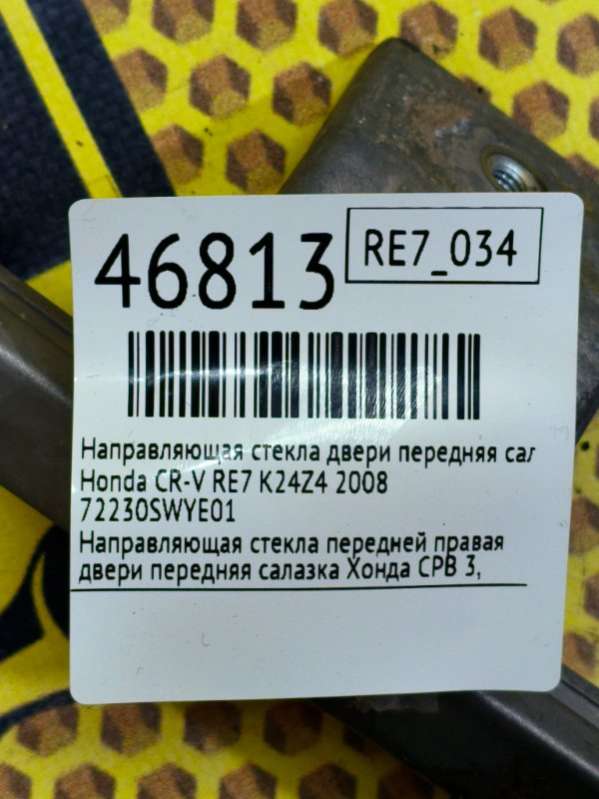 46813
RE7_034
Направляющая стекла двери передняя сал
Honda CR-V RE7 K24Z4 2008
72230SWYE01
Направляющая стекла передней правая
двери передняя салазка Хонда СРВ 3,